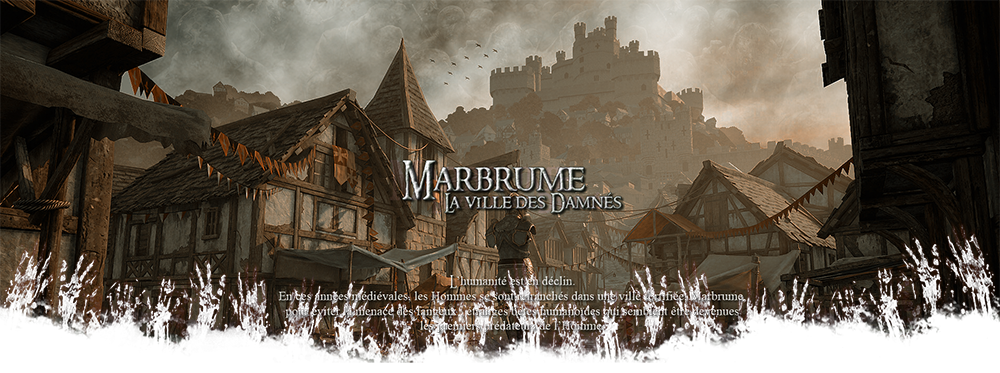 MARBRUME
LA VILLE DES DAMNÉS
L'humanité est en déclin.
En ces années médiévales, les Hommes se sont retranchés dans une ville fortifiée, Marbrume,
pour éviter la menace des fangeux : étranges bêtes humanoïdes qui semblent être devenues
les premiers prédateurs de l'Homme.